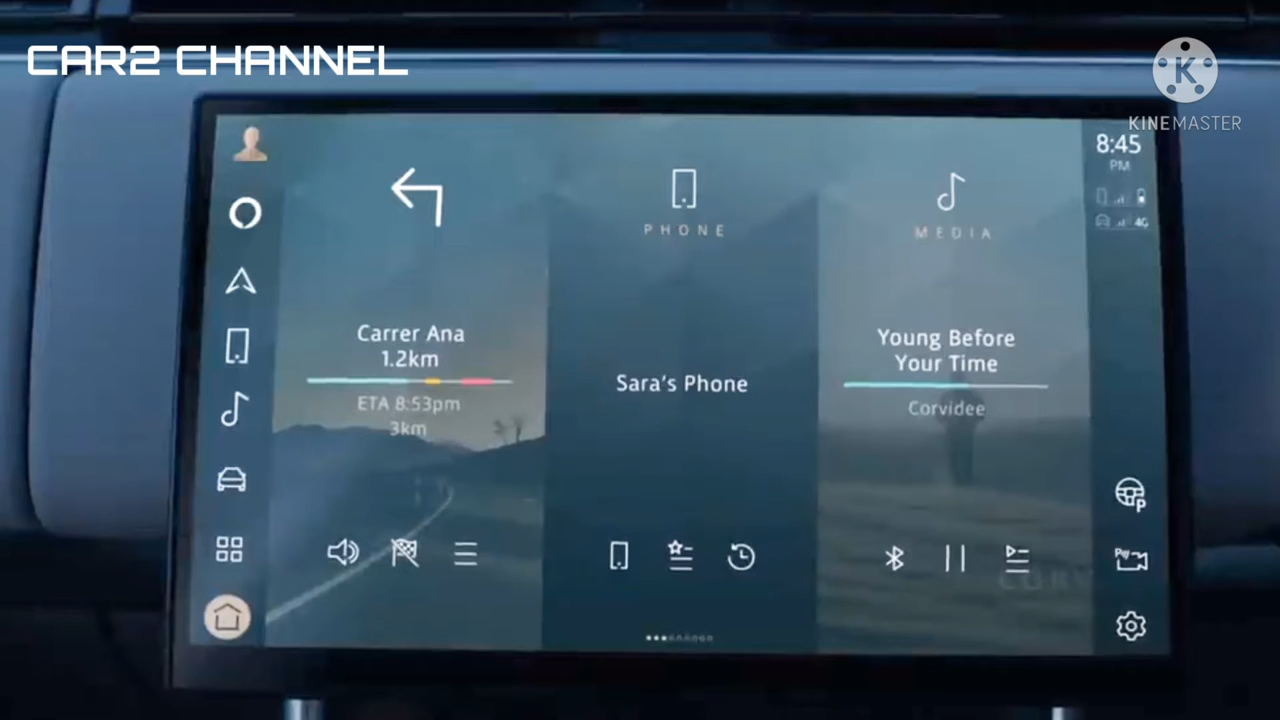 CAR2 CHANNEL
KINEMASTER
8:45
PM
4G
PHONE
MEDIA
Carrer Ana
1.2km
ETA 8:53pm
3km
Sara's Phone
Young Before
Your Time
Corvidee
P